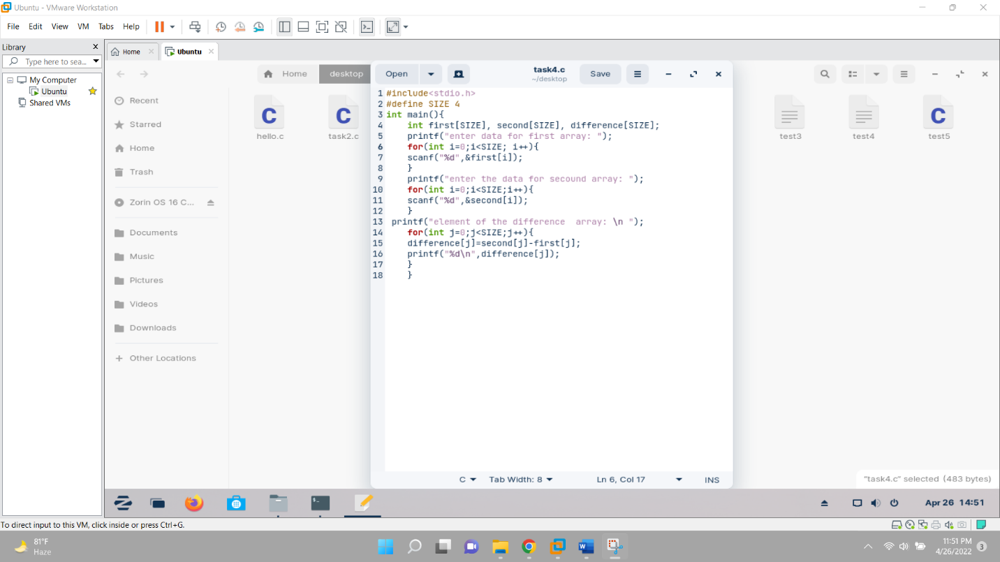 Ubuntu - VMware Workstation
File Edit View VM Tabs Help
Library
Type here to sea...
My Computer
Ubuntu
Shared VMs
Home
Ubuntu
Home desktop
Recent
Starred
Home
Trash
Zorin OS 16 C...
Documents
Music
Pictures
Videos
Downloads
Other Locations
hello.c
task2.c
Open
task4.c
~/desktop
Save
1 #include<stdio.h>
2 #define SIZE 4
3 int main(){
4 int first[SIZE], second[SIZE], difference[SIZE];
5 printf("enter data for first array: ");
6 for(int i=0;i<SIZE; i++){
7 scanf("%d",&first[i]);
8 }
9 printf("enter the data for secound array: ");
10 for(int i=0;i<SIZE;i++){
11 scanf("%d",&second[i]);
12 }
13 printf("element of the difference  array: \n ");
14 for(int j=0;j<SIZE;j++){
15 difference[j]=second[j]-first[j];
16 printf("%d\n",difference[j]);
17 }
18 }
C Tab Width: 8 Ln 6, Col 17 INS
test3
test4
test5
"task4.c" selected (483 bytes)
Apr 26 14:51
To direct input to this VM, click inside or press Ctrl+G.
81°F
Haze
11:51 PM
4/26/2022
3